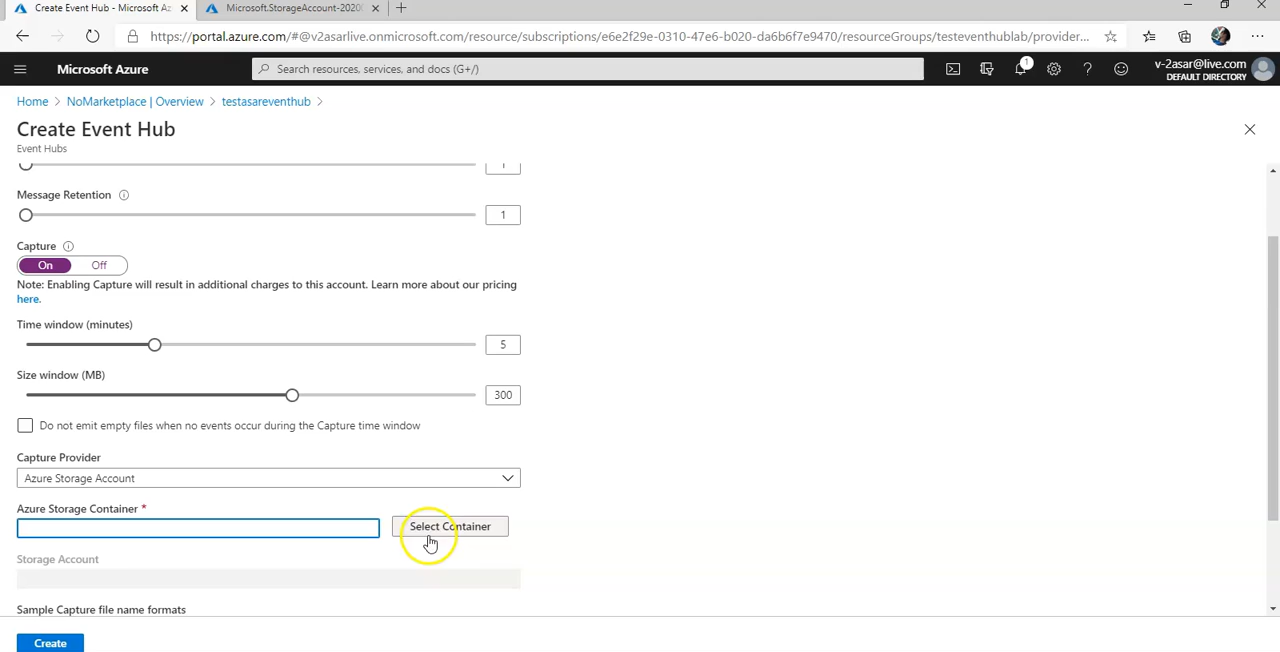 Create Event Hub - Microsoft Az
Microsoft.StorageAccount-2020
https://portal.azure.com/#@v2asarlive.onmicrosoft.com/resource/subscriptions/e6e2f29e-0310-47e6-b020-da6b6f7e9470/resourceGroups/testeventhublab/provider...
Microsoft Azure
Search resources, services, and docs (G+/)
1
v-2asar@live.com
DEFAULT DIRECTORY
Home > NoMarketplace | Overview > testasareventhub >
Create Event Hub
Event Hubs
1
Message Retention
1
Capture
On Off
Note: Enabling Capture will result in additional charges to this account. Learn more about our pricing
here.
Time window (minutes)
5
Size window (MB)
300
Do not emit empty files when no events occur during the Capture time window
Capture Provider
Azure Storage Account
Azure Storage Container *
Select Container
Storage Account
Sample Capture file name formats
Create